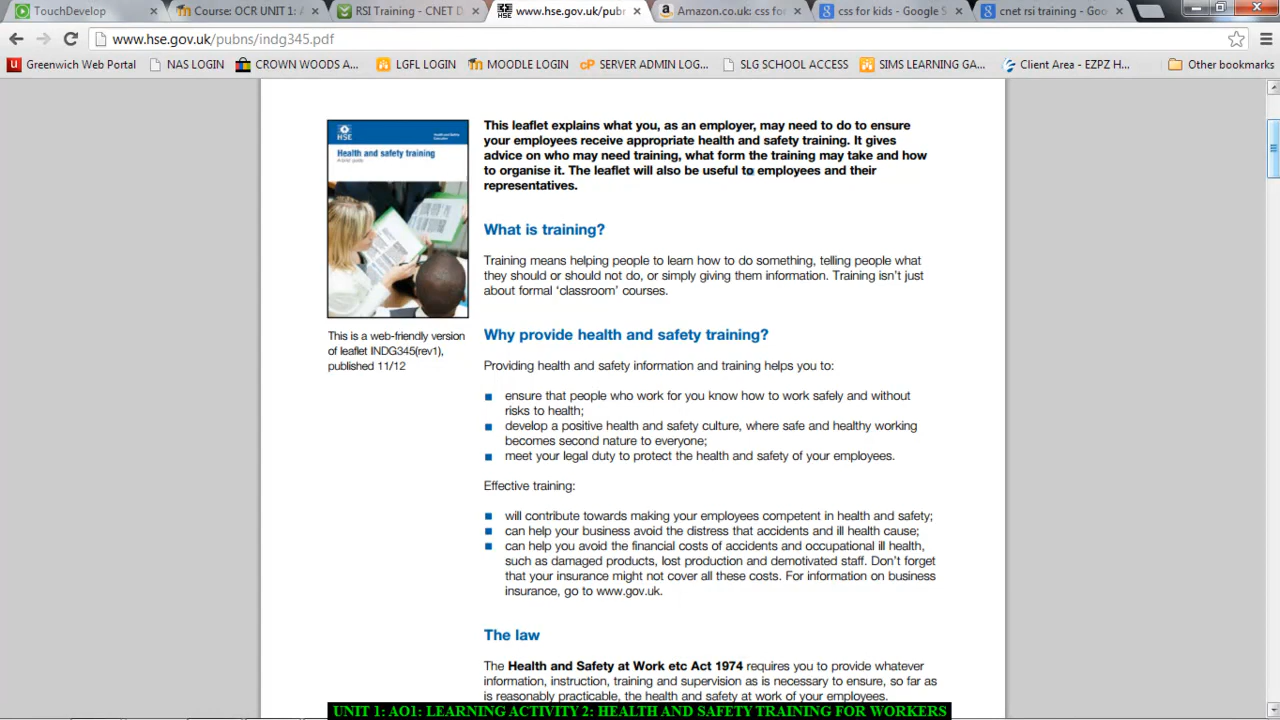 TouchDevelop
Course: OCR UNIT 1: A
RSI Training - CNET D
www.hse.gov.uk/pubn
Amazon.co.uk: css for
css for kids - Google S
cnet rsi training - Goo
www.hse.gov.uk/pubns/indg345.pdf
Greenwich Web Portal
NAS LOGIN
CROWN WOODS A...
LGFL LOGIN
MOODLE LOGIN
SERVER ADMIN LOG...
SLG SCHOOL ACCESS
SIMS LEARNING GA...
Client Area - EZPZ H...
Other bookmarks
HSE
Health and safety training
This is a web-friendly version
of leaflet INDG345(rev1),
published 11/12
This leaflet explains what you, as an employer, may need to do to ensure
your employees receive appropriate health and safety training. It gives
advice on who may need training, what form the training may take and how
to organise it. The leaflet will also be useful to employees and their
representatives.
What is training?
Training means helping people to learn how to do something, telling people what
they should or should not do, or simply giving them information. Training isn't just
about formal 'classroom' courses.
Why provide health and safety training?
Providing health and safety information and training helps you to:
ensure that people who work for you know how to work safely and without
risks to health;
develop a positive health and safety culture, where safe and healthy working
becomes second nature to everyone;
meet your legal duty to protect the health and safety of your employees.
Effective training:
will contribute towards making your employees competent in health and safety;
can help your business avoid the distress that accidents and ill health cause;
can help you avoid the financial costs of accidents and occupational ill health,
such as damaged products, lost production and demotivated staff. Don't forget
that your insurance might not cover all these costs. For information on business
insurance, go to www.gov.uk.
The law
The Health and Safety at Work etc Act 1974 requires you to provide whatever
information, instruction, training and supervision as is necessary to ensure, so far as
is reasonably practicable, the health and safety at work of your employees.
UNIT 1: AO1: LEARNING ACTIVITY 2: HEALTH AND SAFETY TRAINING FOR WORKERS